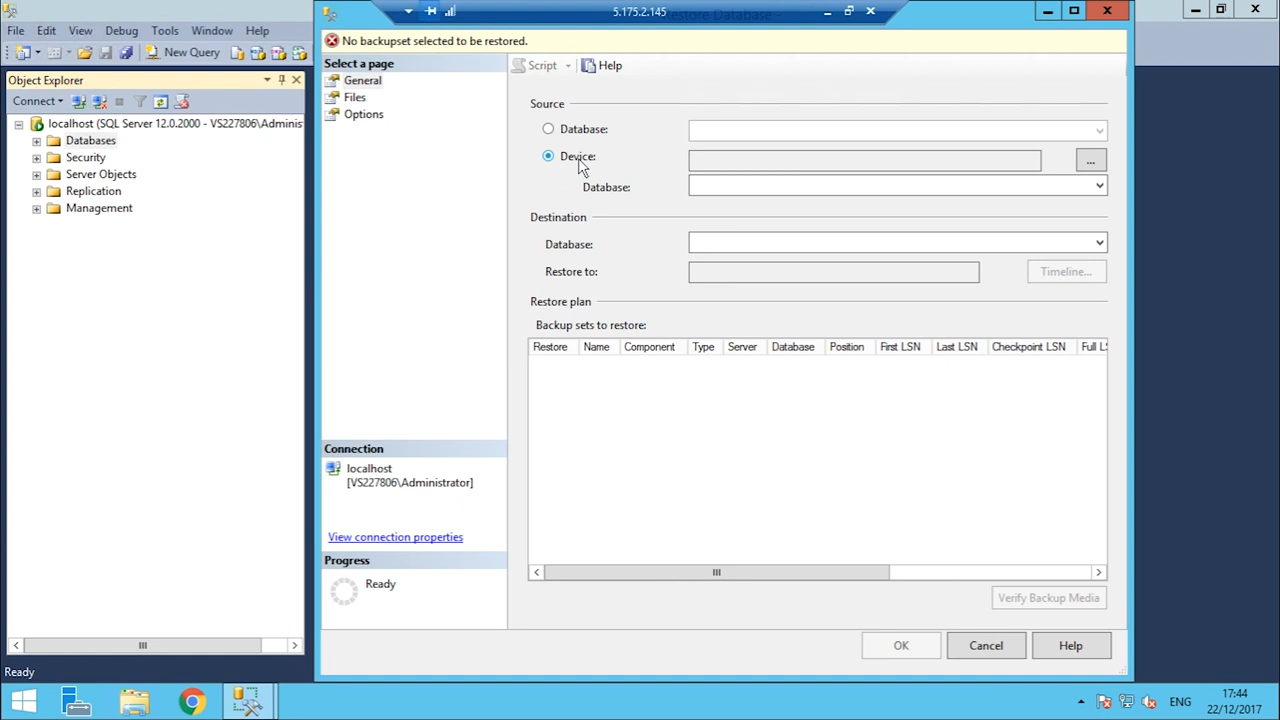 5.175.2.145
Restore Database -
File Edit View Debug Tools Window Help
New Query
Object Explorer
Connect
localhost (SQL Server 12.0.2000 - VS227806\Adminis
Databases
Security
Server Objects
Replication
Management
No backupset selected to be restored.
Select a page
General
Files
Options
Script
Help
Source
Database:
Device:
...
Database:
Destination
Database:
Restore to:
Timeline...
Restore plan
Backup sets to restore:
Restore Name Component Type Server Database Position First LSN Last LSN Checkpoint LSN Full LS
Connection
localhost
[VS227806\Administrator]
View connection properties
Progress
Ready
Verify Backup Media
OK Cancel Help
Ready
ENG
17:44
22/12/2017